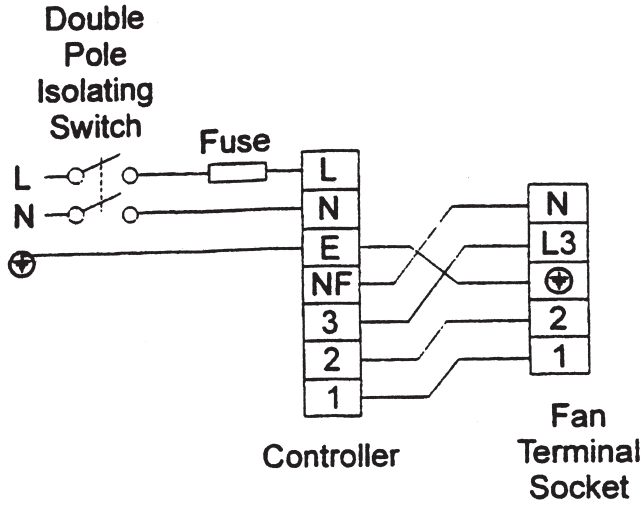 Double
Pole
Isolating
Switch
Fuse
L
N
L
N
E
NF
3
2
1
N
L3
2
1
Controller
Fan
Terminal
Socket